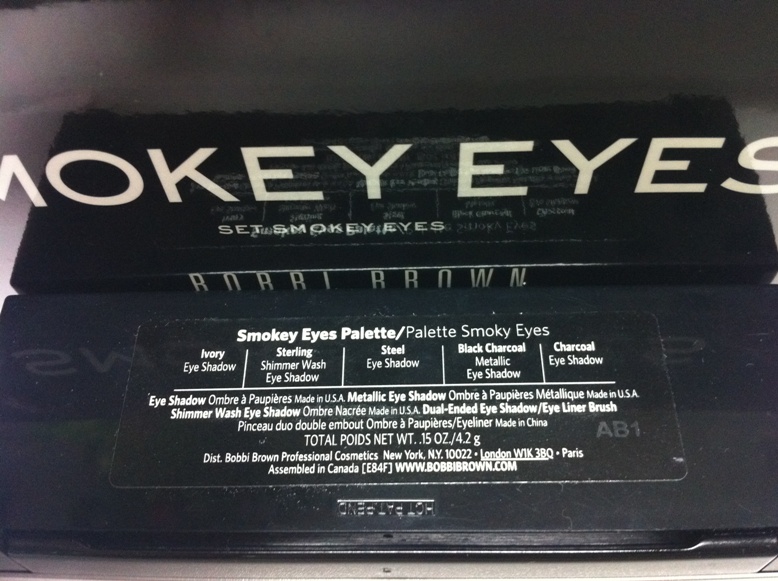 MOKEY EYES
SET SMOKEY EYES
BOBBI BROWN
Smokey Eyes Palette/Palette Smoky Eyes
Ivory Eye Shadow
Sterling Shimmer Wash Eye Shadow
Steel Eye Shadow
Black Charcoal Metallic Eye Shadow
Charcoal Eye Shadow
Eye Shadow Ombre à Paupières Made in U.S.A. Metallic Eye Shadow Ombre à Paupières Métallique Made in U.S.A.
Shimmer Wash Eye Shadow Ombre Nacrée Made in U.S.A. Dual-Ended Eye Shadow/Eye Liner Brush
Pinceau duo double embout Ombre à Paupières/Eyeliner Made in China
AB1
TOTAL POIDS NET WT. .15 OZ./4.2 g
Dist. Bobbi Brown Professional Cosmetics New York, N.Y. 10022 • London W1K 3BQ • Paris
Assembled in Canada [E84F] WWW.BOBBIBROWN.COM
HCT PAT.PEND